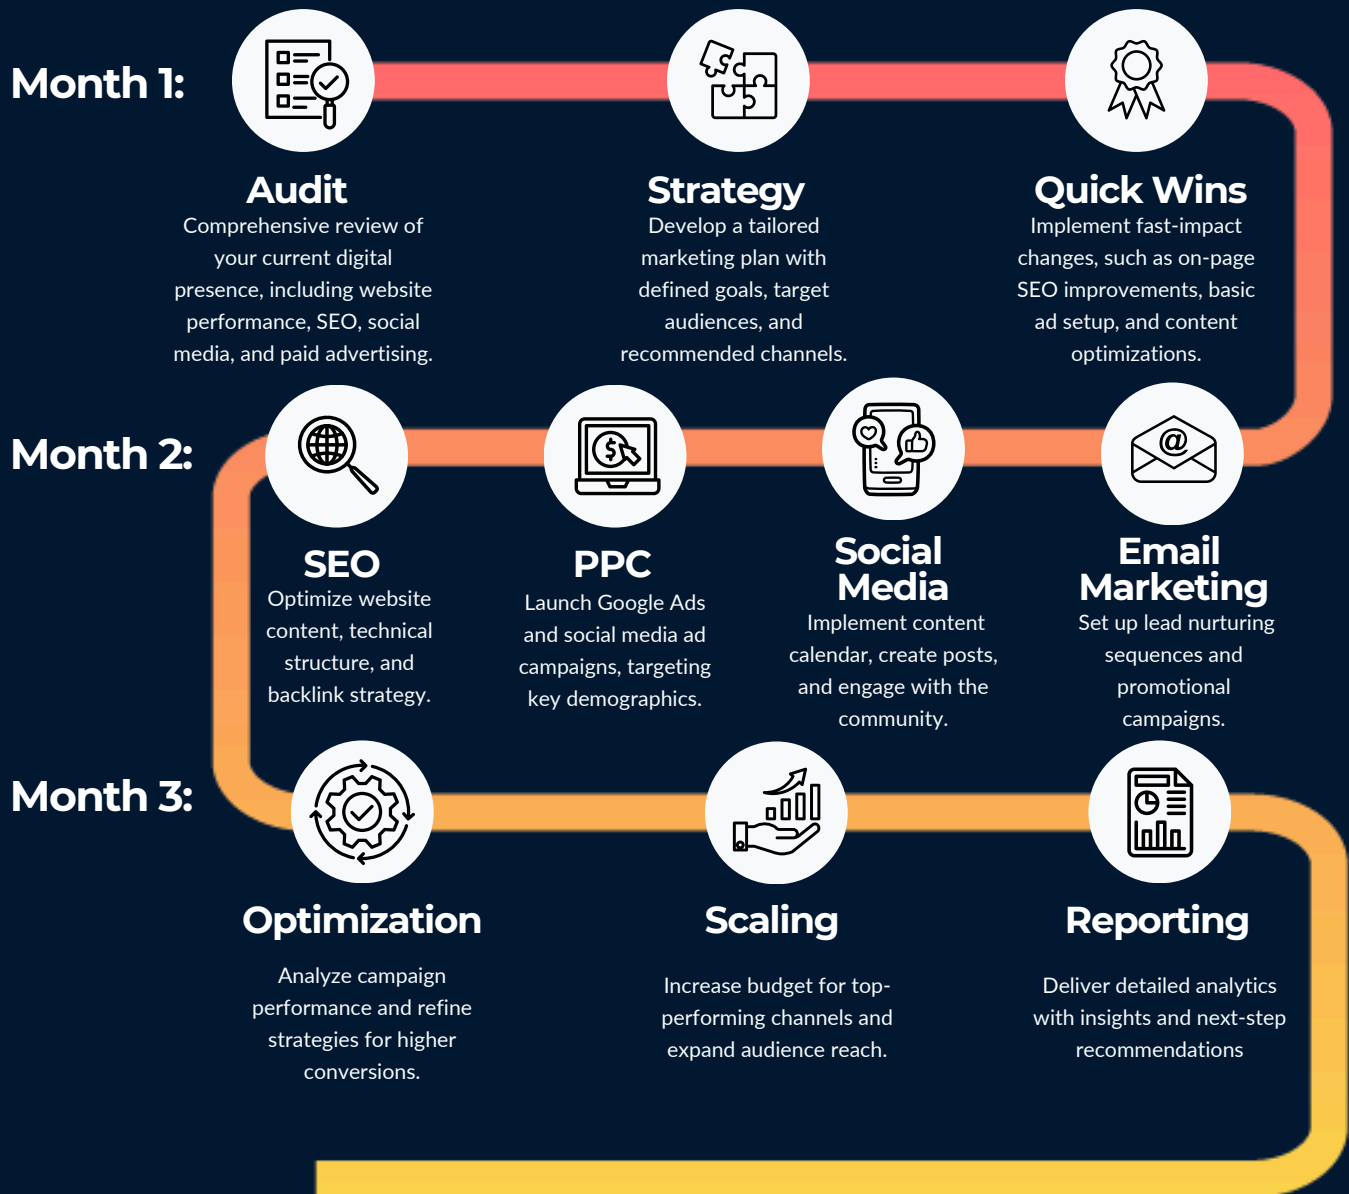 Month 1:
Audit
Comprehensive review of
your current digital
presence, including website
performance, SEO, social
media, and paid advertising.
Strategy
Develop a tailored
marketing plan with
defined goals, target
audiences, and
recommended channels.
Quick Wins
Implement fast-impact
changes, such as on-page
SEO improvements, basic
ad setup, and content
optimizations.
Month 2:
SEO
Optimize website
content, technical
structure, and
backlink strategy.
PPC
Launch Google Ads
and social media ad
campaigns, targeting
key demographics.
Social
Media
Implement content
calendar, create posts,
and engage with the
community.
Email
Marketing
Set up lead nurturing
sequences and
promotional
campaigns.
Month 3:
Optimization
Analyze campaign
performance and refine
strategies for higher
conversions.
Scaling
Increase budget for top-
performing channels and
expand audience reach.
Reporting
Deliver detailed analytics
with insights and next-step
recommendations